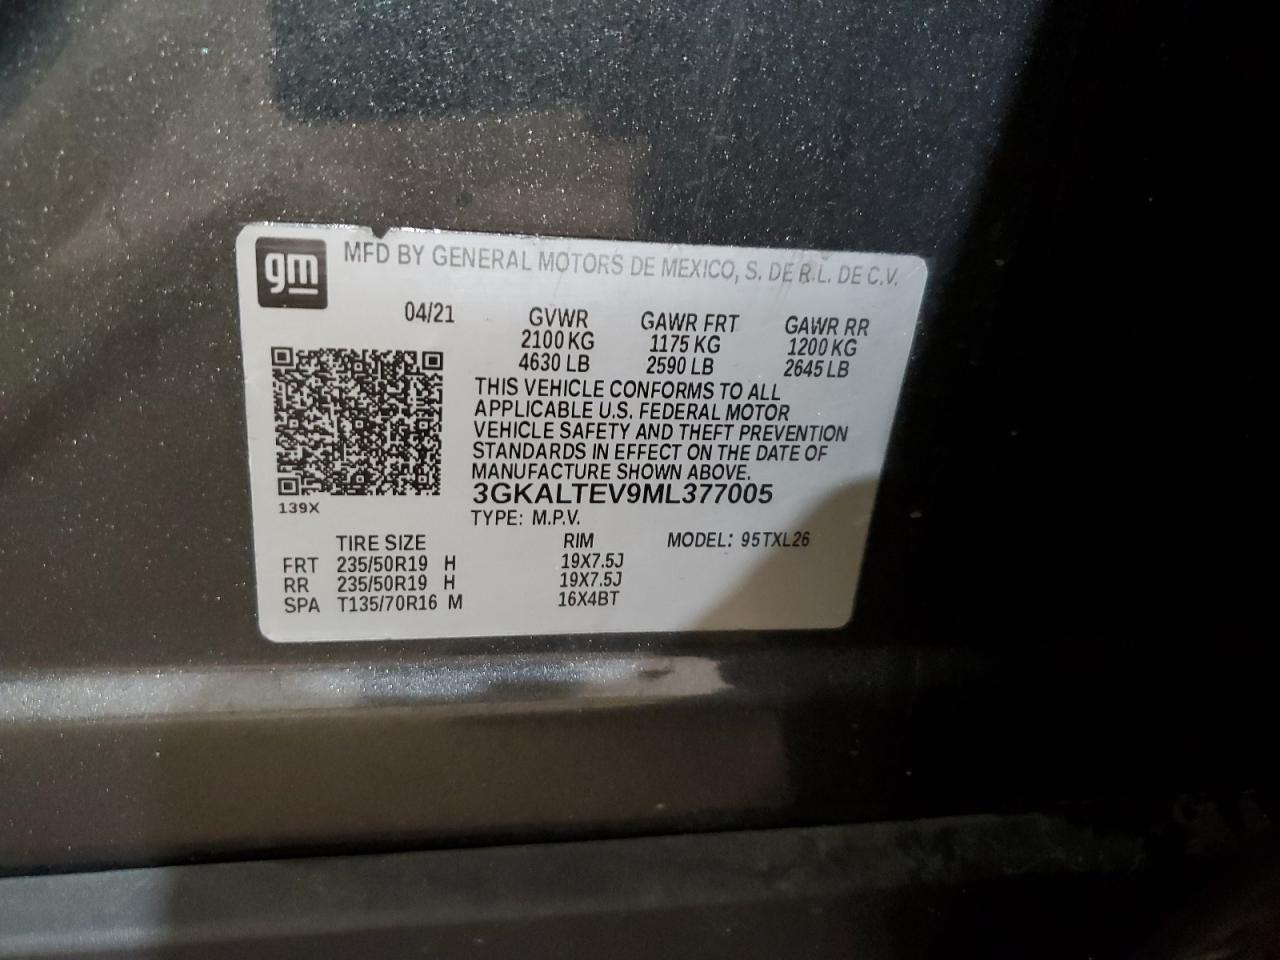 gm MFD BY GENERAL MOTORS DE MEXICO, S. DE R.L. DE C.V.
04/21 GVWR GAWR FRT GAWR RR
2100 KG 1175 KG 1200 KG
4630 LB 2590 LB 2645 LB
THIS VEHICLE CONFORMS TO ALL
APPLICABLE U.S. FEDERAL MOTOR
VEHICLE SAFETY AND THEFT PREVENTION
STANDARDS IN EFFECT ON THE DATE OF
MANUFACTURE SHOWN ABOVE.
3GKALTEV9ML377005
139X
TYPE: M.P.V.
TIRE SIZE RIM MODEL: 95TXL26
FRT 235/50R19 H 19X7.5J
RR 235/50R19 H 19X7.5J
SPA T135/70R16 M 16X4BT